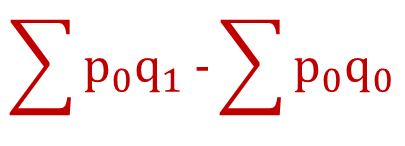 ∑ p₀q₁ - ∑ p₀q₀